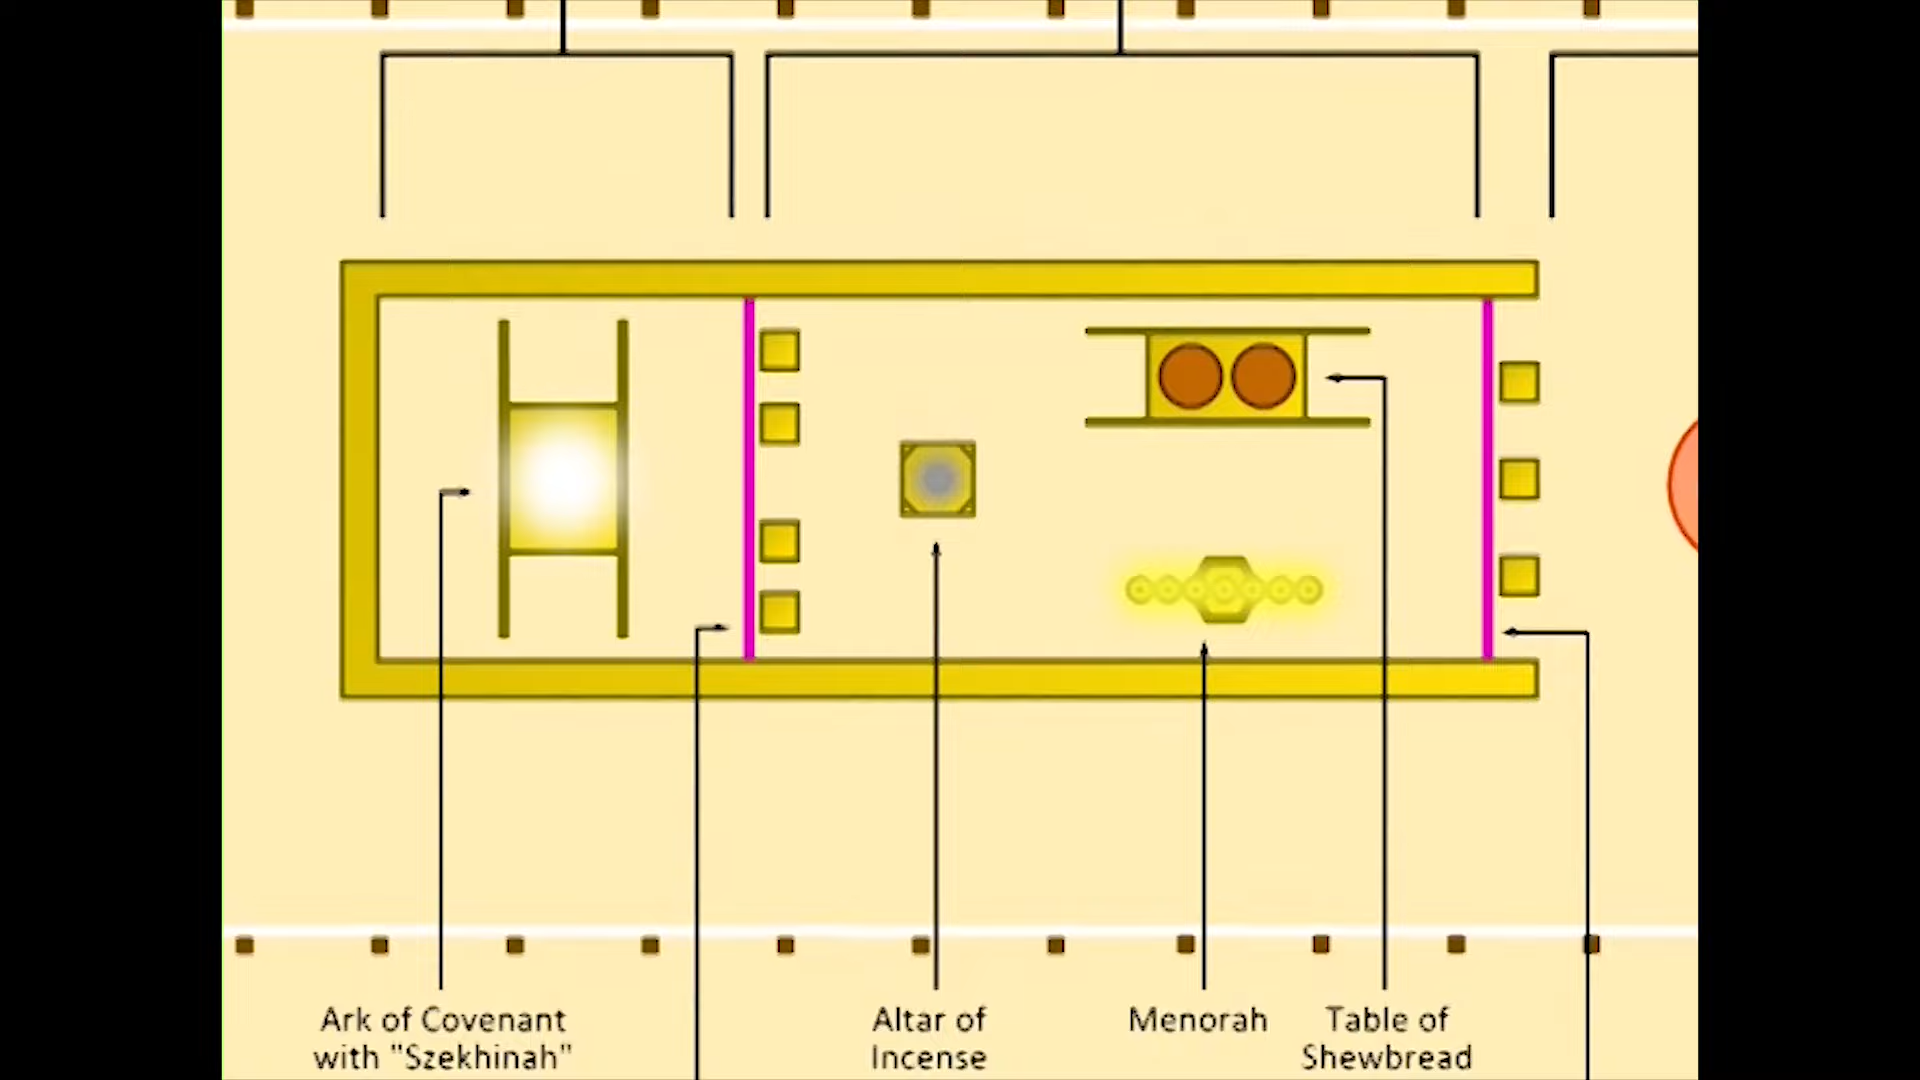 Ark of Covenant
with "Szekhinah"
Altar of
Incense
Menorah
Table of
Shewbread